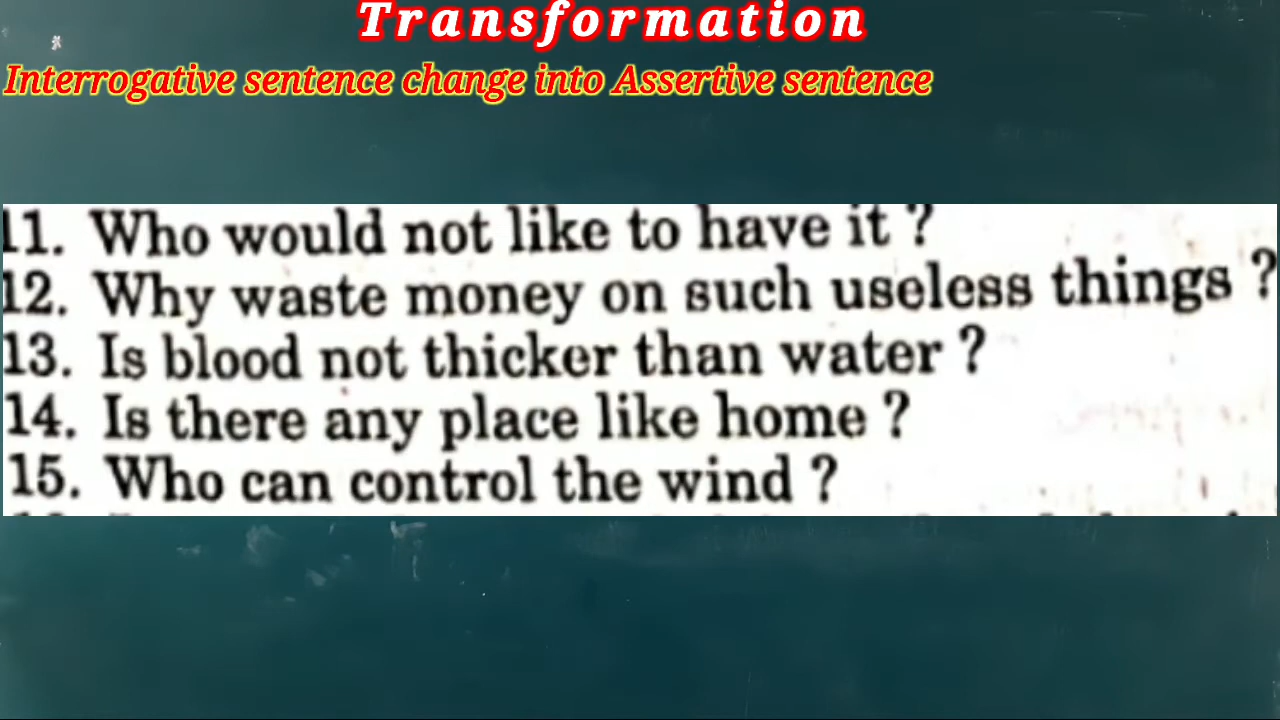 Transformation
Interrogative sentence change into Assertive sentence
11. Who would not like to have it ?
12. Why waste money on such useless things ?
13. Is blood not thicker than water ?
14. Is there any place like home ?
15. Who can control the wind ?